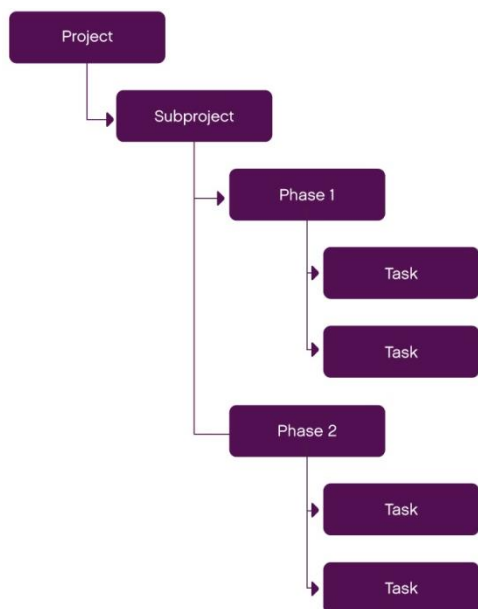 Project
Subproject
Phase 1
Task
Task
Phase 2
Task
Task